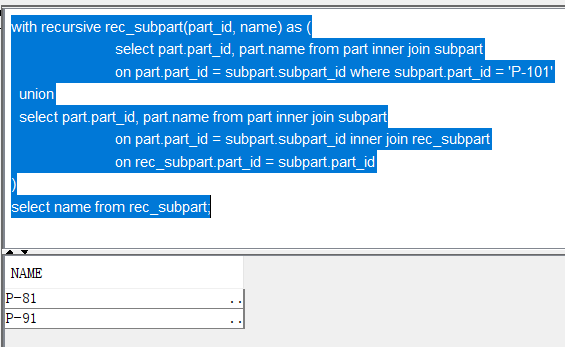 with recursive rec_subpart(part_id, name) as (
select part.part_id, part.name from part inner join subpart
on part.part_id = subpart.subpart_id where subpart.part_id = 'P-101'
union
select part.part_id, part.name from part inner join subpart
on part.part_id = subpart.subpart_id inner join rec_subpart
on rec_subpart.part_id = subpart.part_id
)
select name from rec_subpart;
NAME
P-81 ..
P-91 ..